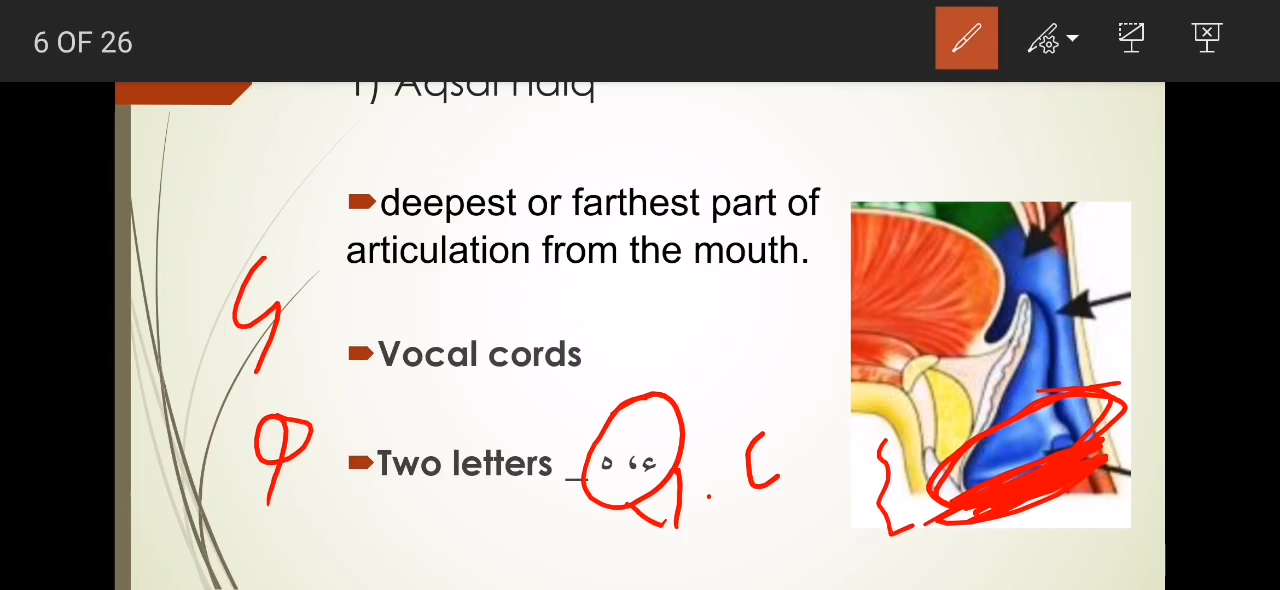 6 OF 26
1) Aqsal halq
deepest or farthest part of
articulation from the mouth.
Vocal cords
Two letters _ ء، ه